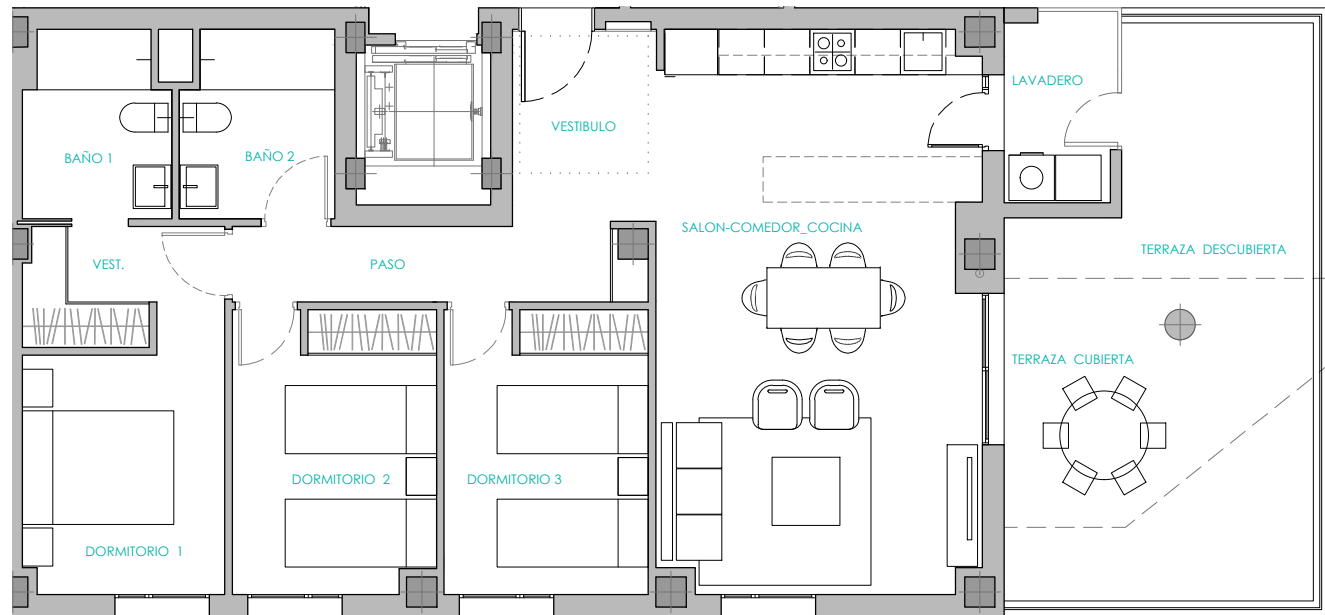 LAVADERO
VESTIBULO
BAÑO 1
BAÑO 2
SALON-COMEDOR_COCINA
TERRAZA DESCUBIERTA
VEST.
PASO
TERRAZA CUBIERTA
DORMITORIO 2
DORMITORIO 3
DORMITORIO 1